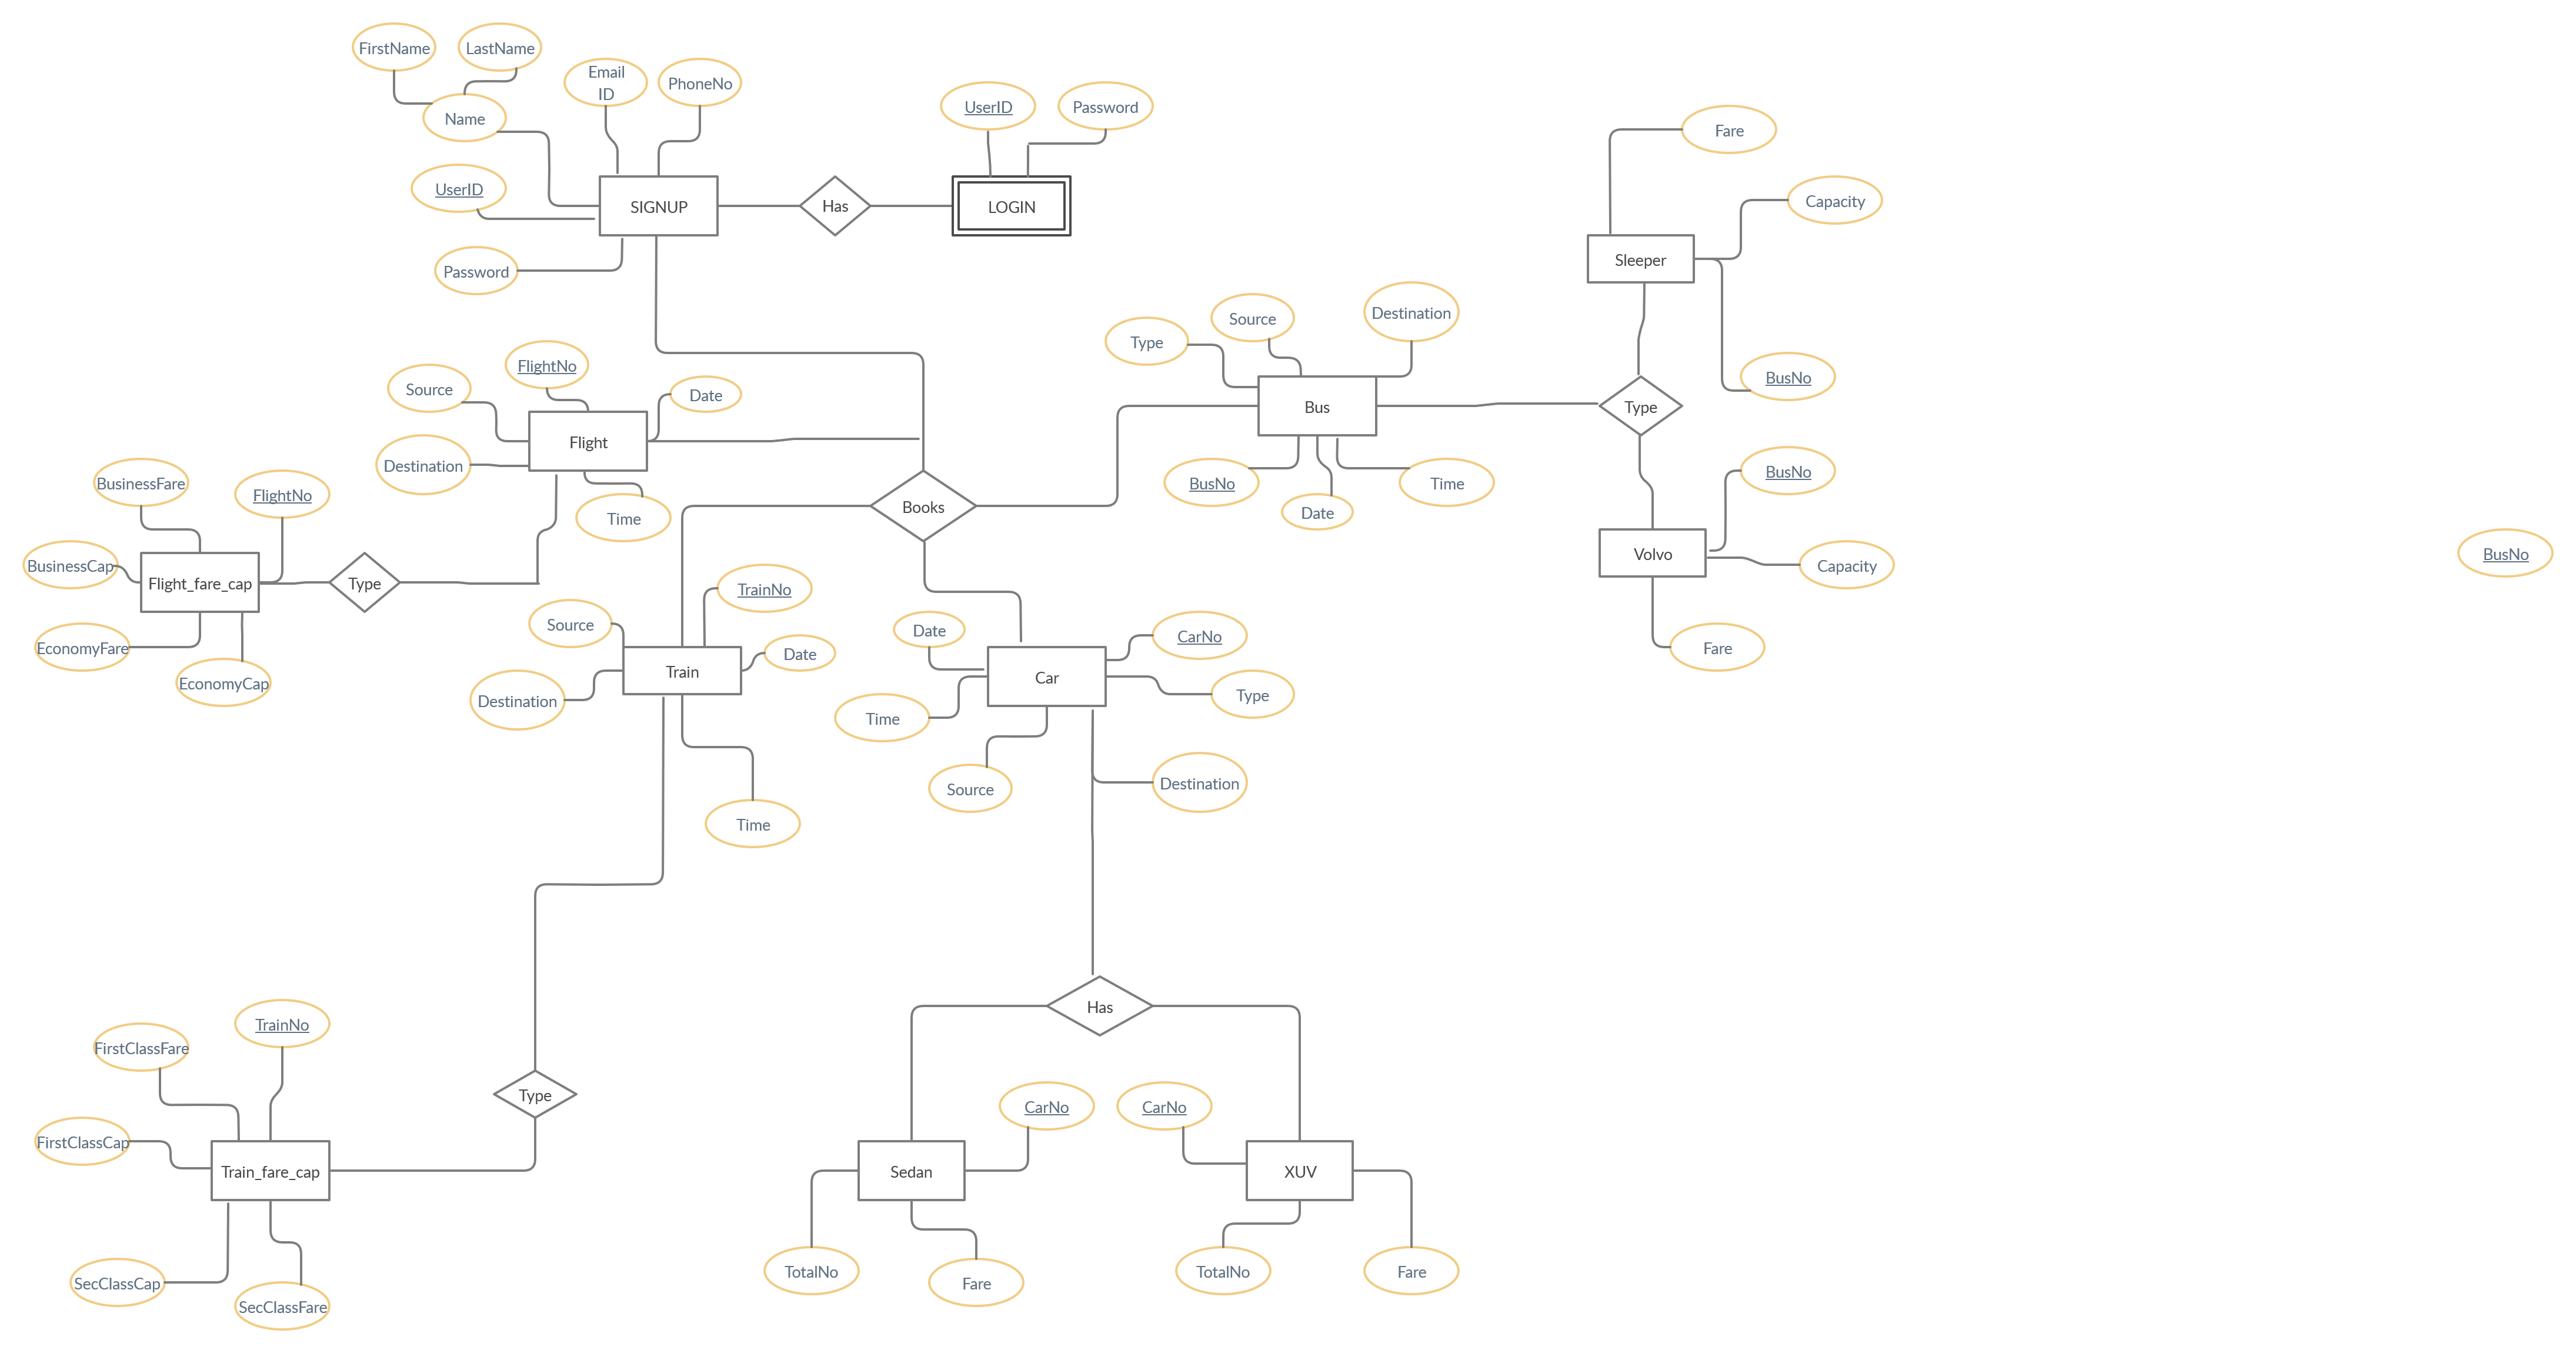 FirstName
LastName
Email
ID
PhoneNo
Name
UserID
Password
Fare
UserID
SIGNUP
Has
LOGIN
Capacity
Password
Sleeper
Source
Destination
Type
FlightNo
Source
Date
BusNo
Bus
Type
Flight
Destination
BusinessFare
FlightNo
BusNo
Time
BusNo
Time
Books
Date
BusinessCap
Flight_fare_cap
Type
Volvo
Capacity
BusNo
TrainNo
Source
Date
CarNo
EconomyFare
Date
Fare
EconomyCap
Train
Car
Destination
Time
Type
Source
Destination
Time
Has
TrainNo
FirstClassFare
Type
CarNo
CarNo
FirstClassCap
Train_fare_cap
Sedan
XUV
SecClassCap
TotalNo
Fare
TotalNo
Fare
SecClassFare